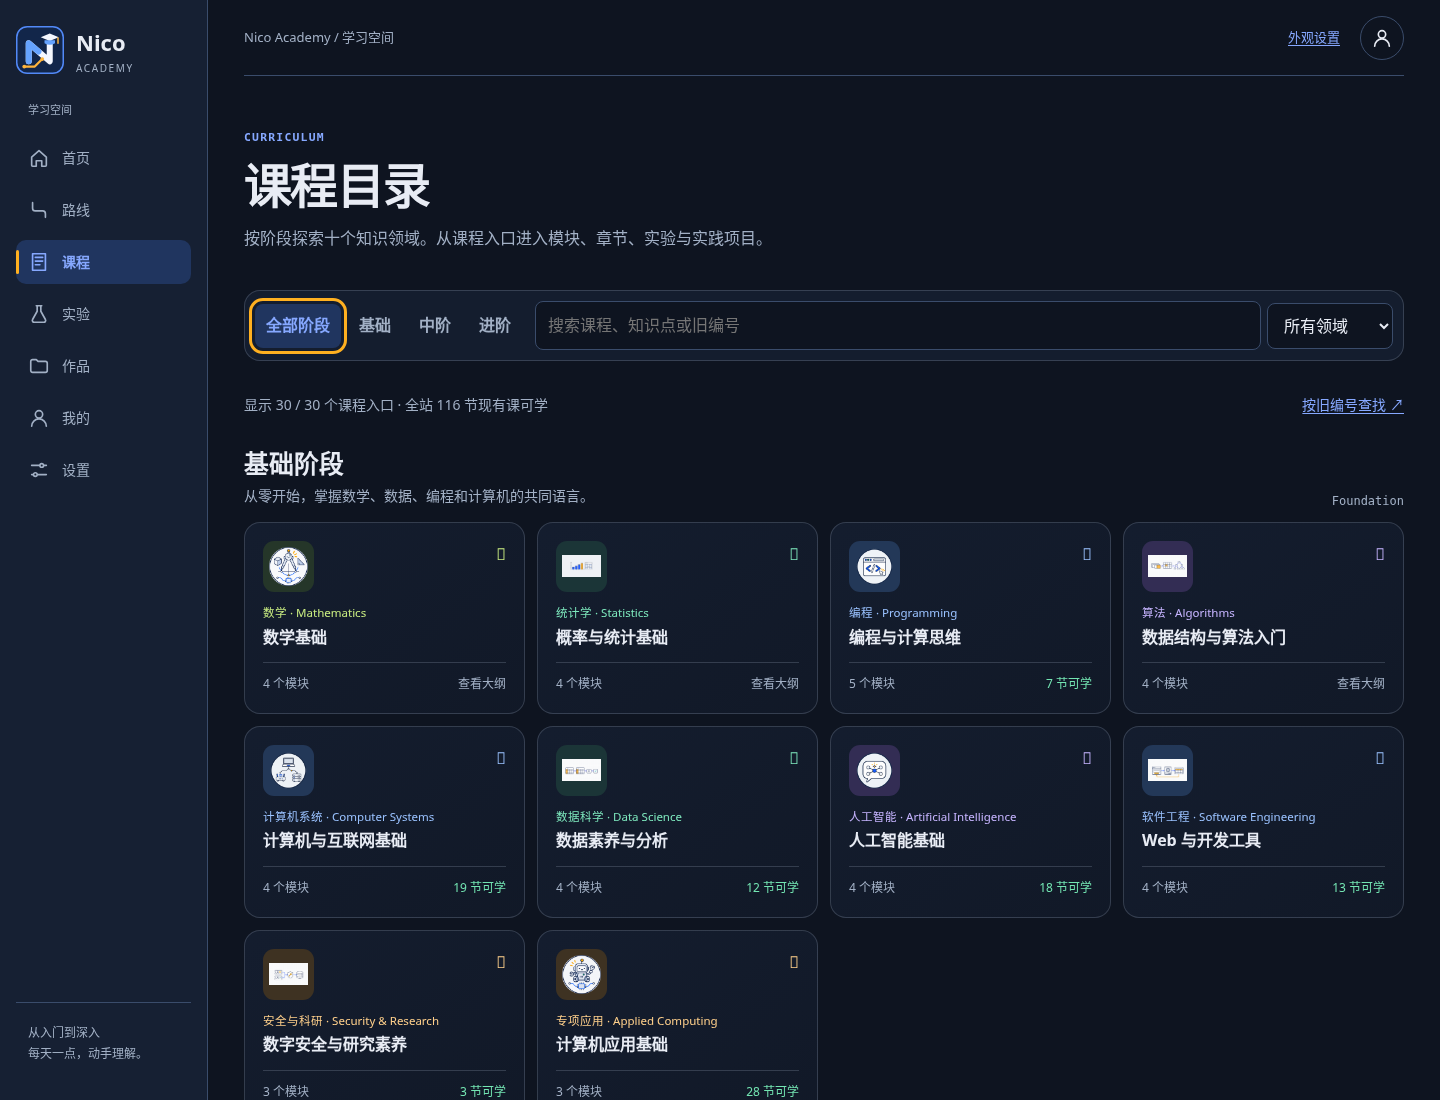 Nico
ACADEMY
学习空间
首页
路线
课程
实验
作品
我的
设置
从入门到深入
每天一点，动手理解。
Nico Academy / 学习空间
外观设置
CURRICULUM
课程目录
按阶段探索十个知识领域。从课程入口进入模块、章节、实验与实践项目。
全部阶段 基础 中阶 进阶 搜索课程、知识点或旧编号 所有领域
显示 30 / 30 个课程入口 · 全站 116 节现有课可学
按旧编号查找 ↗
基础阶段
从零开始，掌握数学、数据、编程和计算机的共同语言。
Foundation
数学 · Mathematics
数学基础
4 个模块 查看大纲
统计学 · Statistics
概率与统计基础
4 个模块 查看大纲
编程 · Programming
编程与计算思维
5 个模块 7 节可学
算法 · Algorithms
数据结构与算法入门
4 个模块 查看大纲
计算机系统 · Computer Systems
计算机与互联网基础
4 个模块 19 节可学
数据科学 · Data Science
数据素养与分析
4 个模块 12 节可学
人工智能 · Artificial Intelligence
人工智能基础
4 个模块 18 节可学
软件工程 · Software Engineering
Web 与开发工具
4 个模块 13 节可学
安全与科研 · Security & Research
数字安全与研究素养
3 个模块 3 节可学
专项应用 · Applied Computing
计算机应用基础
3 个模块 28 节可学